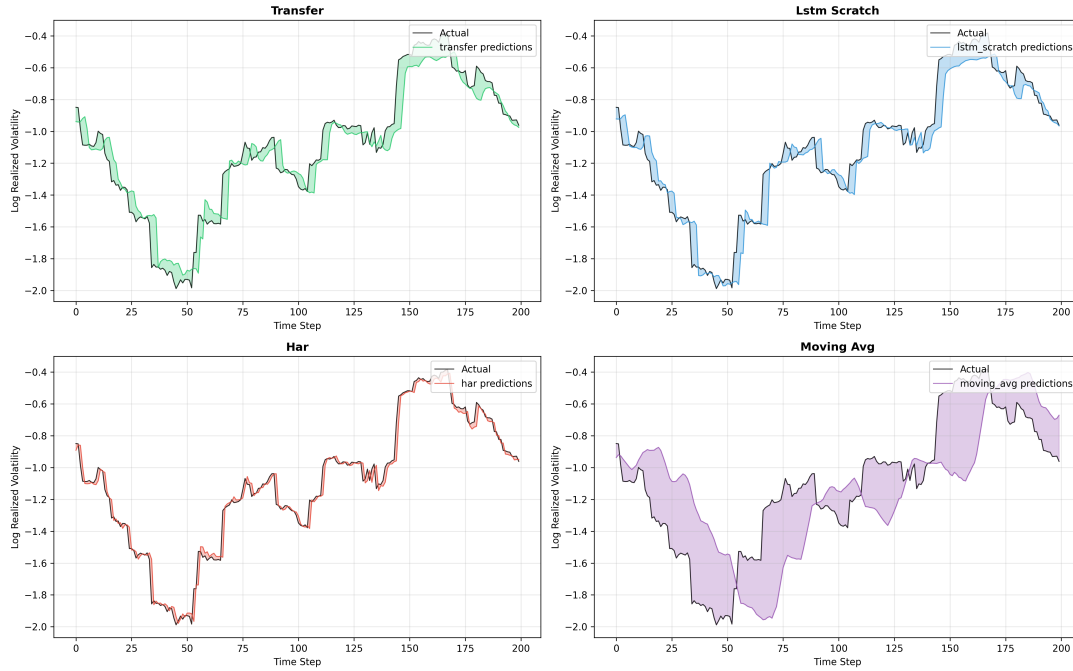 Transfer
Log Realized Volatility
−0.4
−0.6
−0.8
−1.0
−1.2
−1.4
−1.6
−1.8
−2.0
Actual
transfer predictions
0 25 50 75 100 125 150 175 200
Time Step
Lstm Scratch
Log Realized Volatility
−0.4
−0.6
−0.8
−1.0
−1.2
−1.4
−1.6
−1.8
−2.0
Actual
lstm_scratch predictions
0 25 50 75 100 125 150 175 200
Time Step
Har
Log Realized Volatility
−0.4
−0.6
−0.8
−1.0
−1.2
−1.4
−1.6
−1.8
−2.0
Actual
har predictions
0 25 50 75 100 125 150 175 200
Time Step
Moving Avg
Log Realized Volatility
−0.4
−0.6
−0.8
−1.0
−1.2
−1.4
−1.6
−1.8
−2.0
Actual
moving_avg predictions
0 25 50 75 100 125 150 175 200
Time Step